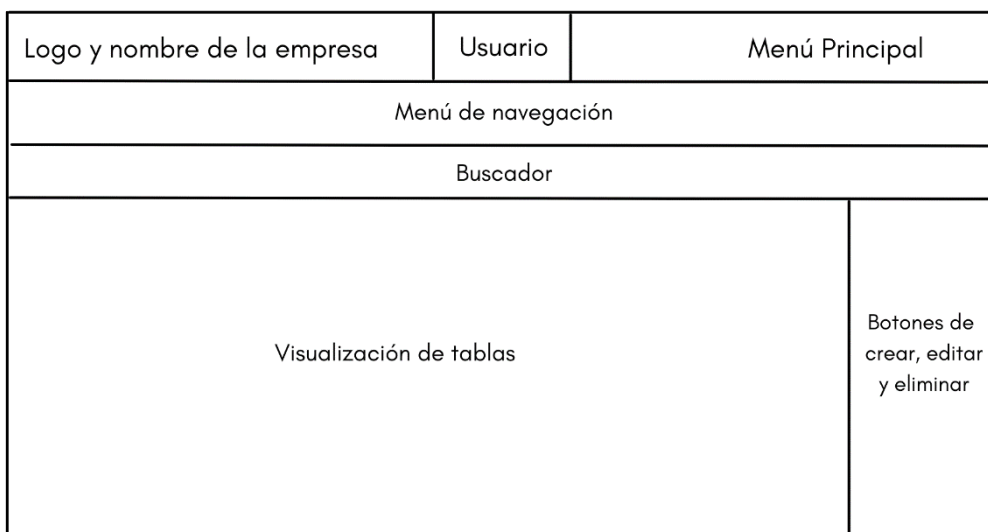 Logo y nombre de la empresa
Usuario
Menú Principal
Menú de navegación
Buscador
Visualización de tablas
Botones de
crear, editar
y eliminar